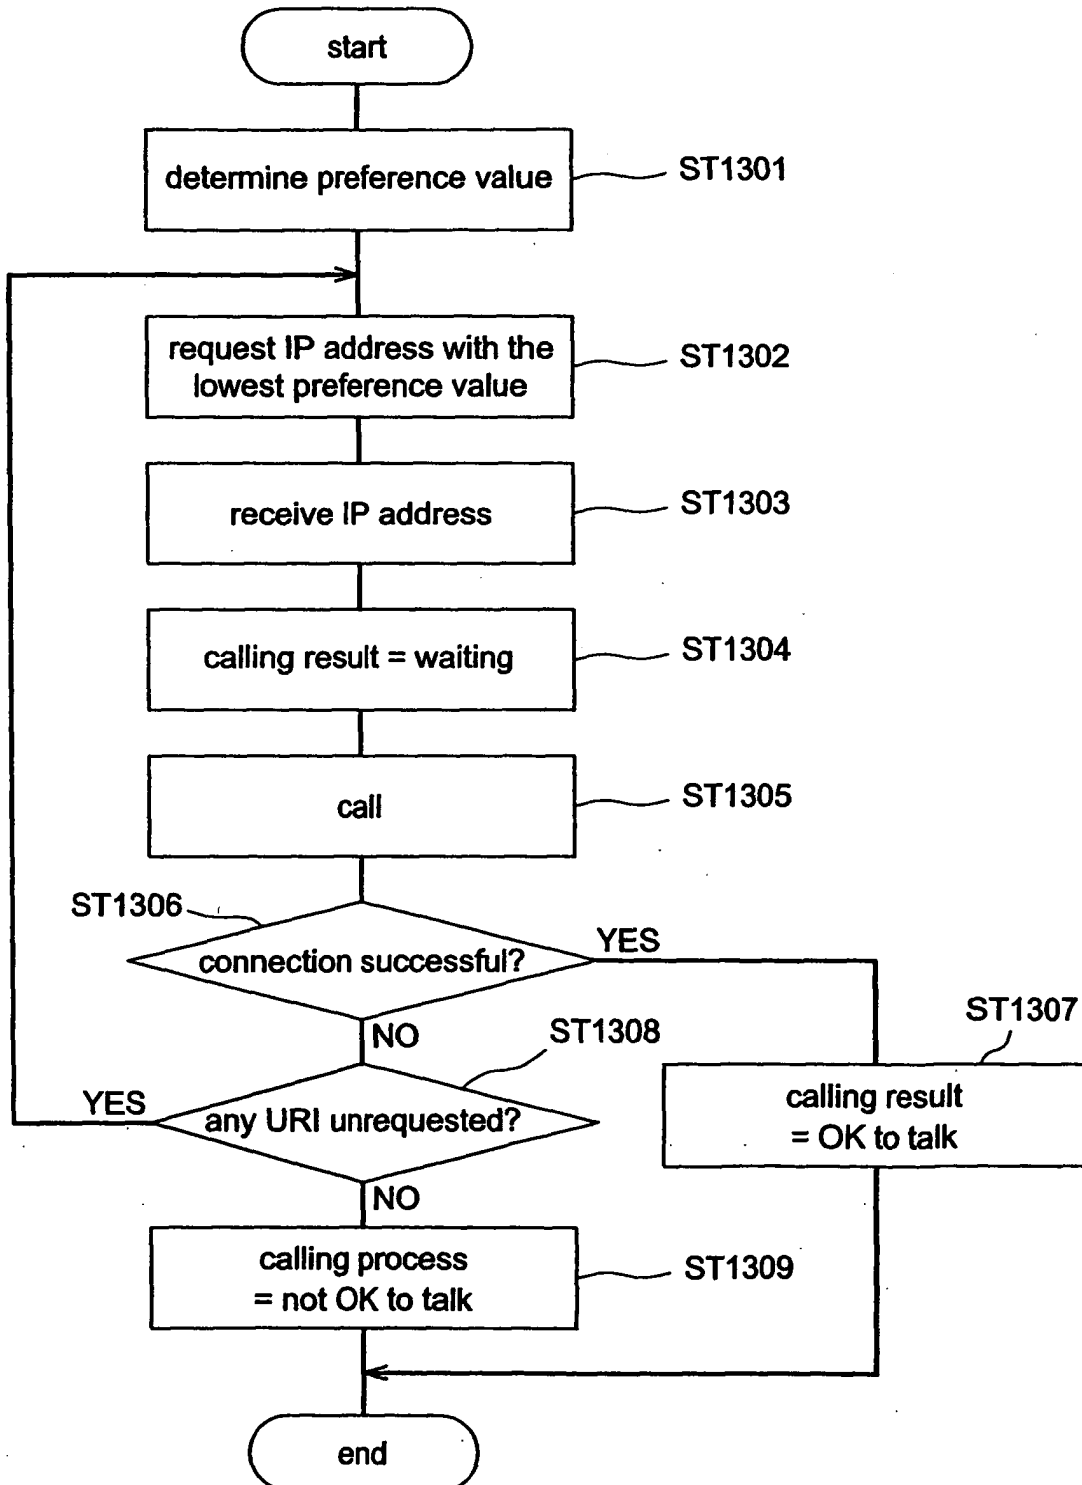 start
determine preference value
ST1301
request IP address with the
lowest preference value
ST1302
receive IP address
ST1303
calling result = waiting
ST1304
call
ST1305
ST1306
connection successful?
YES
NO
ST1307
calling result
= OK to talk
ST1308
YES
any URI unrequested?
NO
calling process
= not OK to talk
ST1309
end